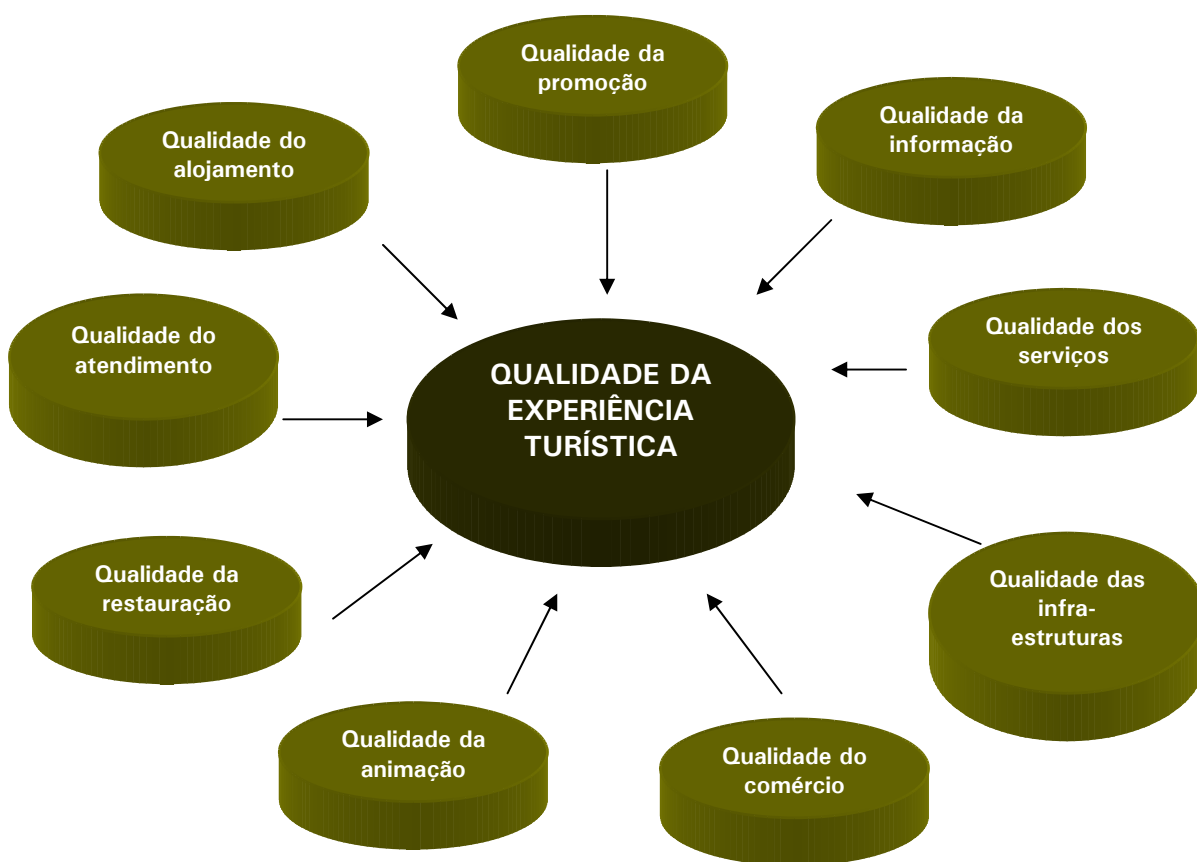 Qualidade da
promoção
Qualidade da
informação
Qualidade do
alojamento
Qualidade dos
serviços
Qualidade do
atendimento
QUALIDADE DA
EXPERIÊNCIA
TURÍSTICA
Qualidade da
restauração
Qualidade das
infra-
estruturas
Qualidade da
animação
Qualidade do
comércio